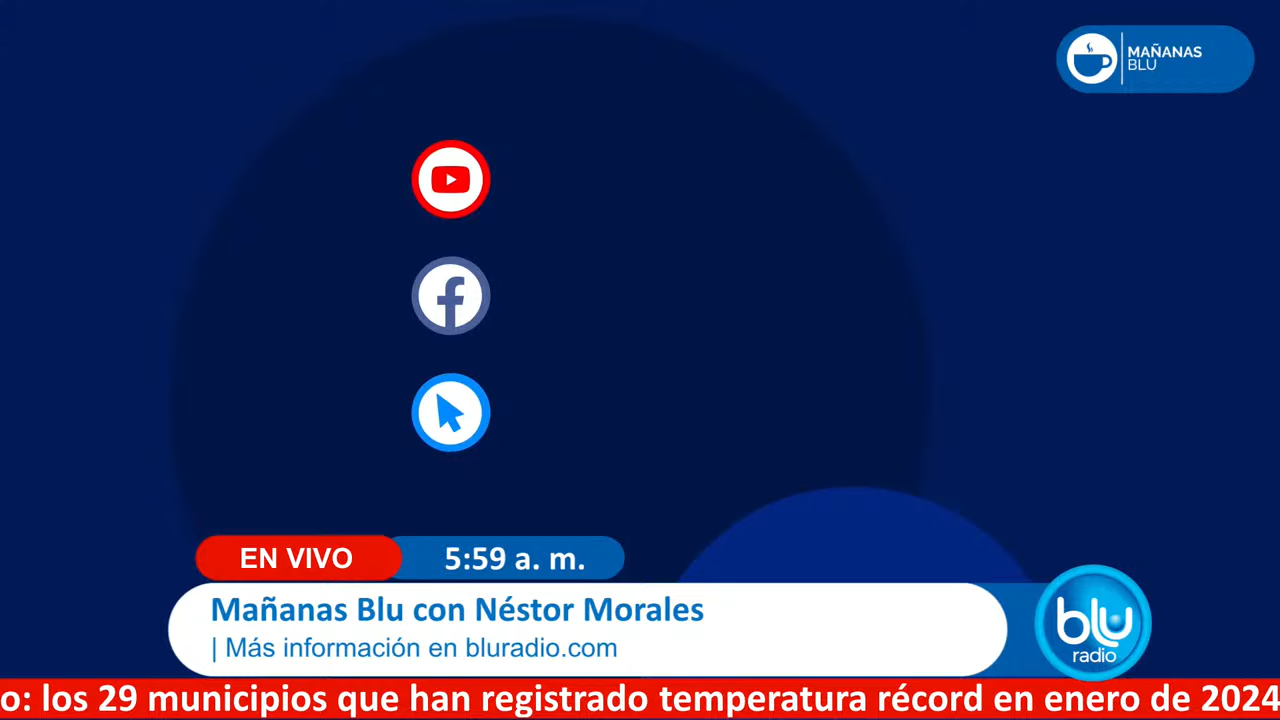 MAÑANAS
BLU
EN VIVO
5:59 a. m.
Mañanas Blu con Néstor Morales
| Más información en bluradio.com
blu
radio
o: los 29 municipios que han registrado temperatura récord en enero de 2024